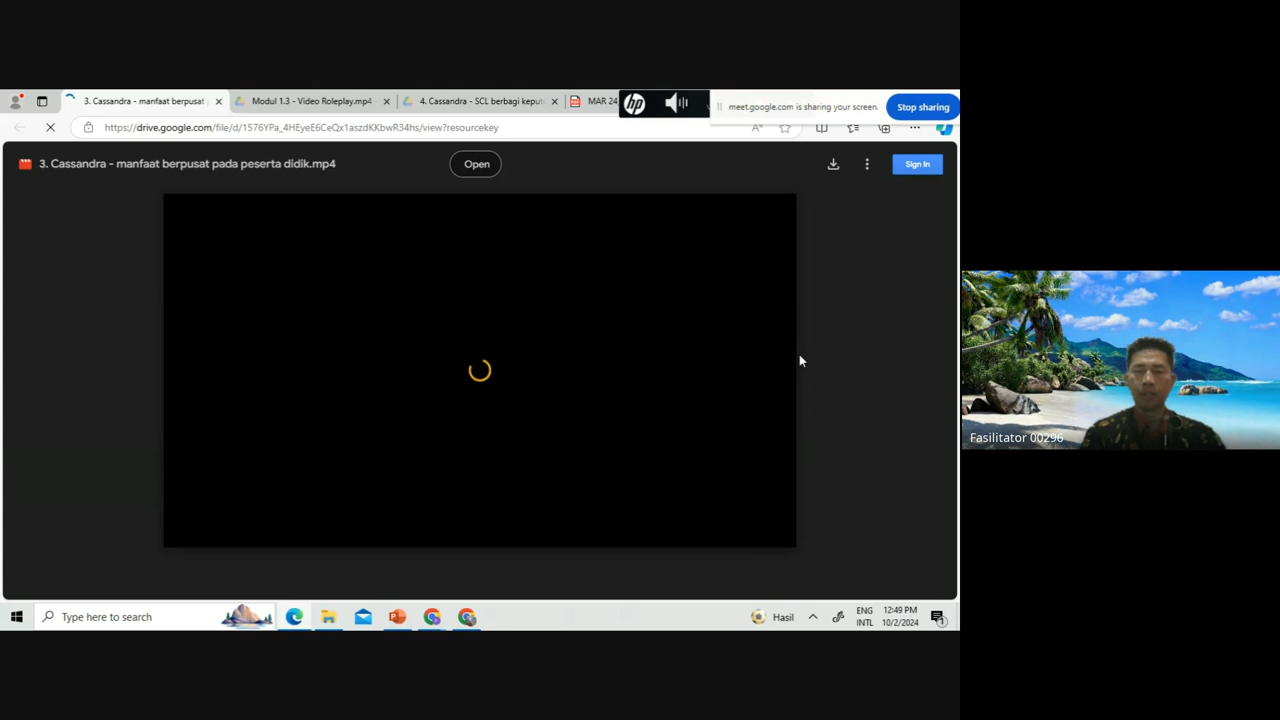 3. Cassandra - manfaat berpusat
Modul 1.3 - Video Roleplay.mp4
4. Cassandra - SCL berbagi keput
MAR 24
hp
meet.google.com is sharing your screen.
Stop sharing
https://drive.google.com/file/d/1576YPa_4HEyeE6CeQx1aszdKKbwR34hs/view?resourcekey
3. Cassandra - manfaat berpusat pada peserta didik.mp4
Open
Sign In
Fasilitator 00296
Type here to search
Hasil
ENG
INTL
12:49 PM
10/2/2024
1